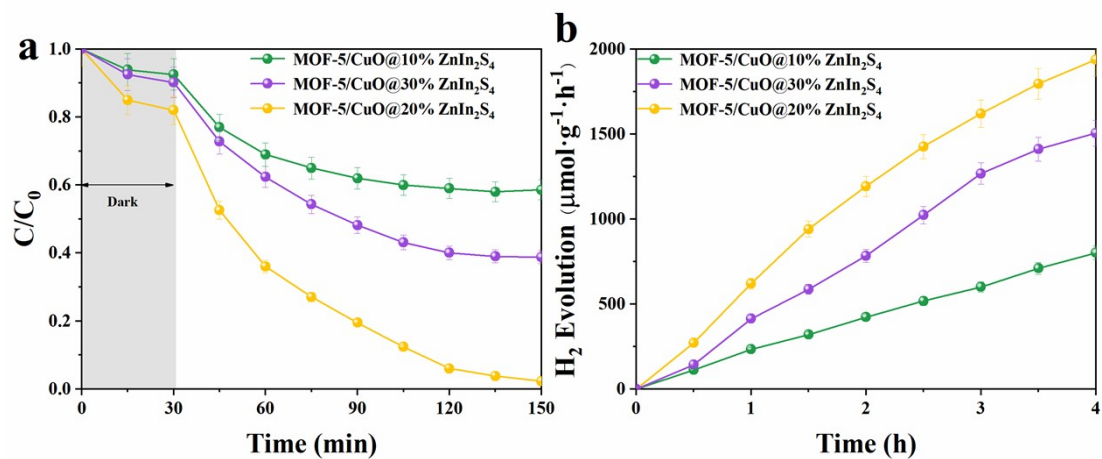 a
1.0
0.8
0.6
0.4
0.2
0.0
C/C₀
MOF-5/CuO@10% ZnIn₂S₄
MOF-5/CuO@30% ZnIn₂S₄
MOF-5/CuO@20% ZnIn₂S₄
Dark
0 30 60 90 120 150
Time (min)
b
2000
1500
1000
500
0
H₂ Evolution (μmol·g⁻¹·h⁻¹)
MOF-5/CuO@10% ZnIn₂S₄
MOF-5/CuO@30% ZnIn₂S₄
MOF-5/CuO@20% ZnIn₂S₄
0 1 2 3 4
Time (h)